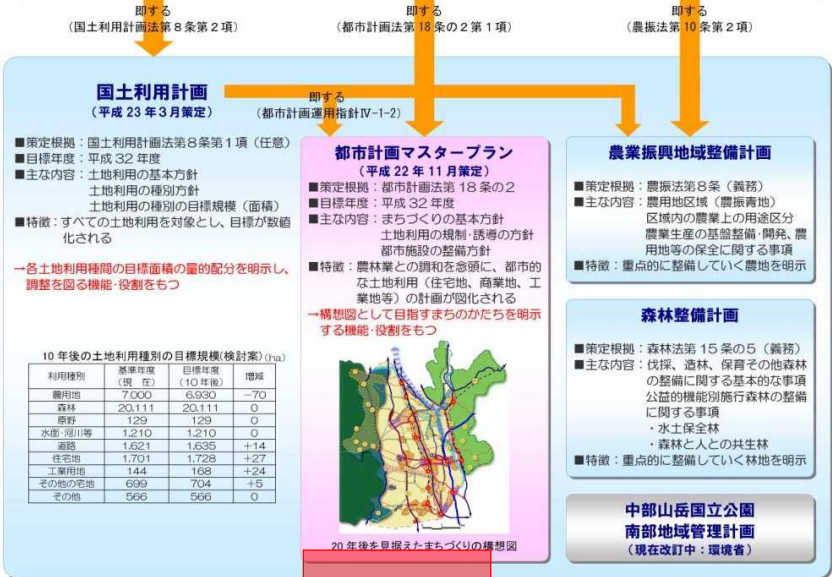 即する
(国土利用計画法第8条第2項)
即する
(都市計画法第18条の2第1項)
即する
(農振法第10条第2項)
国土利用計画
(平成23年3月策定)
■策定根拠：国土利用計画法第8条第1項（任意）
■目標年度：平成32年度
■主な内容：土地利用の基本方針
土地利用の種別方針
土地利用の種別の目標規模（面積）
■特徴：すべての土地利用を対象とし、目標が数値
化される
→各土地利用種間の目標面積の量的配分を明示し、
調整を図る機能・役割をもつ
10年後の土地利用種別の目標規模(検討案)(ha)
利用種別 基準年度（現 在） 目標年度（10年後） 増減
農用地 7,000 6,930 −70
森林 20,111 20,111 0
原野 129 129 0
水面・河川等 1,210 1,210 0
道路 1,621 1,635 +14
住宅地 1,701 1,728 +27
工業用地 144 168 +24
その他の宅地 699 704 +5
その他 566 566 0
即する
(都市計画運用指針Ⅳ-1-2)
都市計画マスタープラン
(平成22年11月策定)
■策定根拠：都市計画法第18条の2
■目標年度：平成32年度
■主な内容：まちづくりの基本方針
土地利用の規制・誘導の方針
都市施設の整備方針
■特徴：農林業との調和を念頭に、都市的
な土地利用（住宅地、商業地、工
業地等）の計画が図化される
→構想図として目指すまちのかたちを明示
する機能・役割をもつ
20年後を見据えたまちづくりの構想図
農業振興地域整備計画
■策定根拠：農振法第8条（義務）
■主な内容：農用地区域（農振青地）
区域内の農業上の用途区分
農業生産の基盤整備・開発、農
用地等の保全に関する事項
■特徴：重点的に整備していく農地を明示
森林整備計画
■策定根拠：森林法第15条の5（義務）
■主な内容：伐採、造林、保育その他森林
の整備に関する基本的な事項
公益的機能別施行森林の整備
に関する事項
・水土保全林
・森林と人との共生林
■特徴：重点的に整備していく林地を明示
中部山岳国立公園
南部地域管理計画
(現在改訂中：環境省)